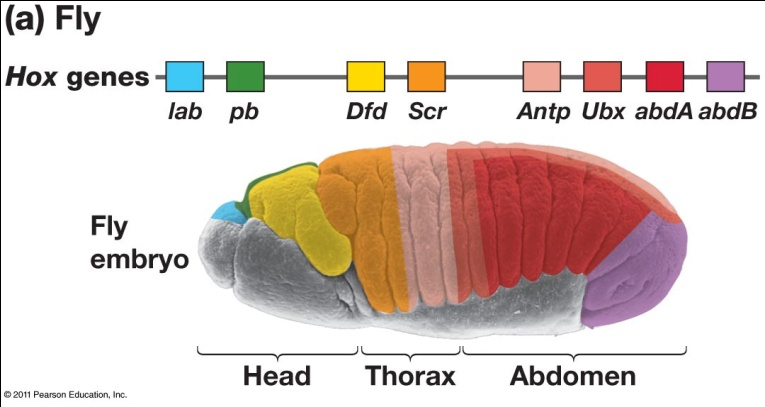 (a) Fly
Hox genes
lab pb Dfd Scr Antp Ubx abdA abdB
Fly
embryo
Head Thorax Abdomen
© 2011 Pearson Education, Inc.